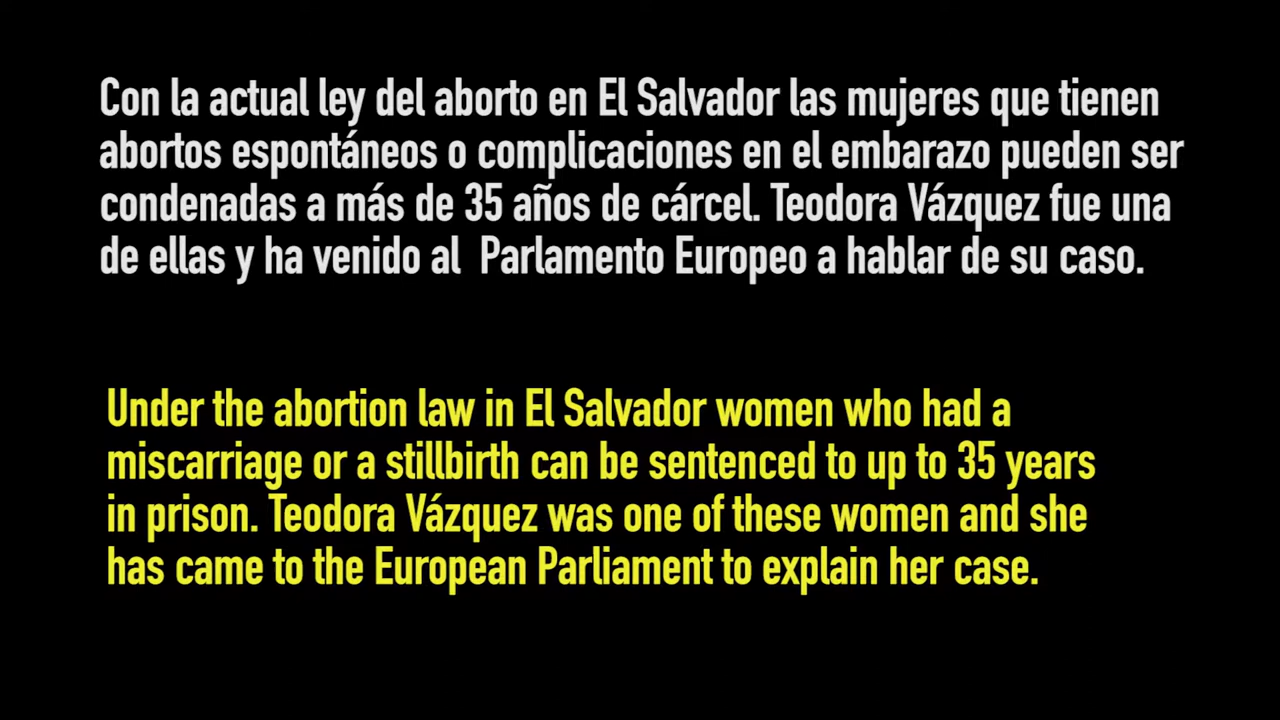 Con la actual ley del aborto en El Salvador las mujeres que tienen
abortos espontáneos o complicaciones en el embarazo pueden ser
condenadas a más de 35 años de cárcel. Teodora Vázquez fue una
de ellas y ha venido al  Parlamento Europeo a hablar de su caso.
Under the abortion law in El Salvador women who had a
miscarriage or a stillbirth can be sentenced to up to 35 years
in prison. Teodora Vázquez was one of these women and she
has came to the European Parliament to explain her case.